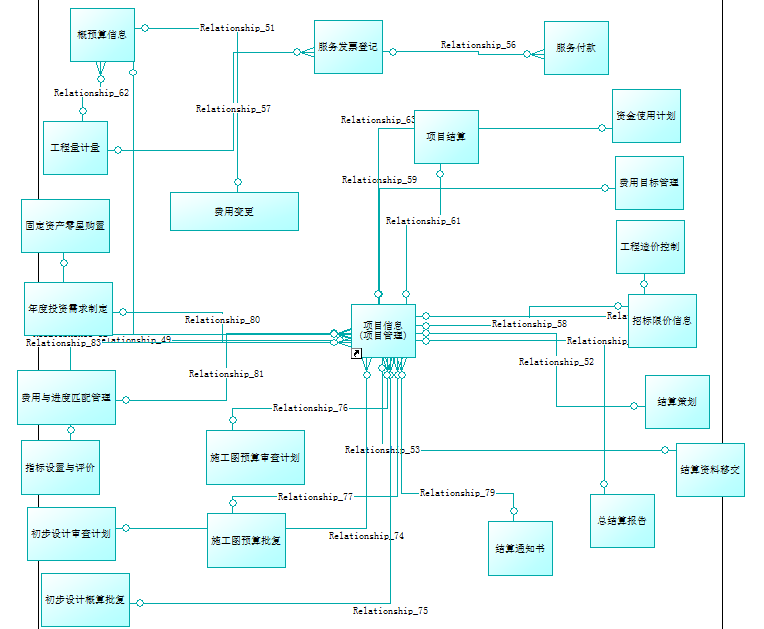 概预算信息
Relationship_51
服务发票登记
Relationship_56
服务付款
Relationship_62
Relationship_57
Relationship_63
项目结算
资金使用计划
工程量计量
Relationship_59
费用目标管理
费用变更
Relationship_61
固定资产零星购置
工程造价控制
年度投资需求制定
Relationship_80
项目信息
(项目管理)
Relationship_58
Rela
招标限价信息
Relationship_83
ationship_49
Relationship_
Relationship_52
Relationship_81
费用与进度匹配管理
Relationship_76
结算策划
施工图预算审查计划
Relationship_53
指标设置与评价
结算资料移交
Relationship_77
Relationship_79
初步设计审查计划
施工图预算批复
Relationship_74
结算通知书
总结算报告
初步设计概算批复
Relationship_75